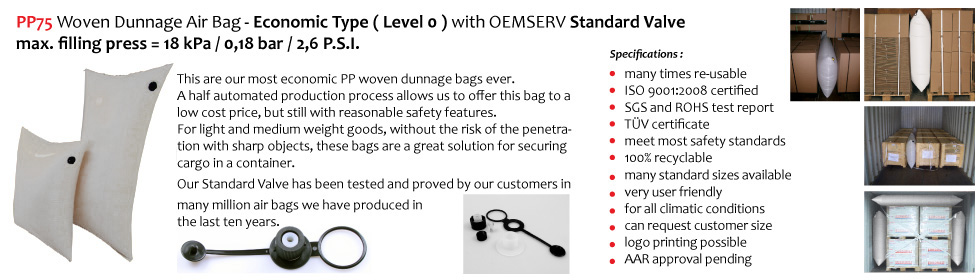 PP75 Woven Dunnage Air Bag - Economic Type ( Level 0 ) with OEMSERV Standard Valve
max. filling press = 18 kPa / 0,18 bar / 2,6 P.S.I.
This are our most economic PP woven dunnage bags ever.
A half automated production process allows us to offer this bag to a
low cost price, but still with reasonable safety features.
For light and medium weight goods, without the risk of the penetra-
tion with sharp objects, these bags are a great solution for securing
cargo in a container.
Our Standard Valve has been tested and proved by our customers in
many million air bags we have produced in
the last ten years.
Specifications :
• many times re-usable
• ISO 9001:2008 certified
• SGS and ROHS test report
• TÜV certificate
• meet most safety standards
• 100% recyclable
• many standard sizes available
• very user friendly
• for all climatic conditions
• can request customer size
• logo printing possible
• AAR approval pending